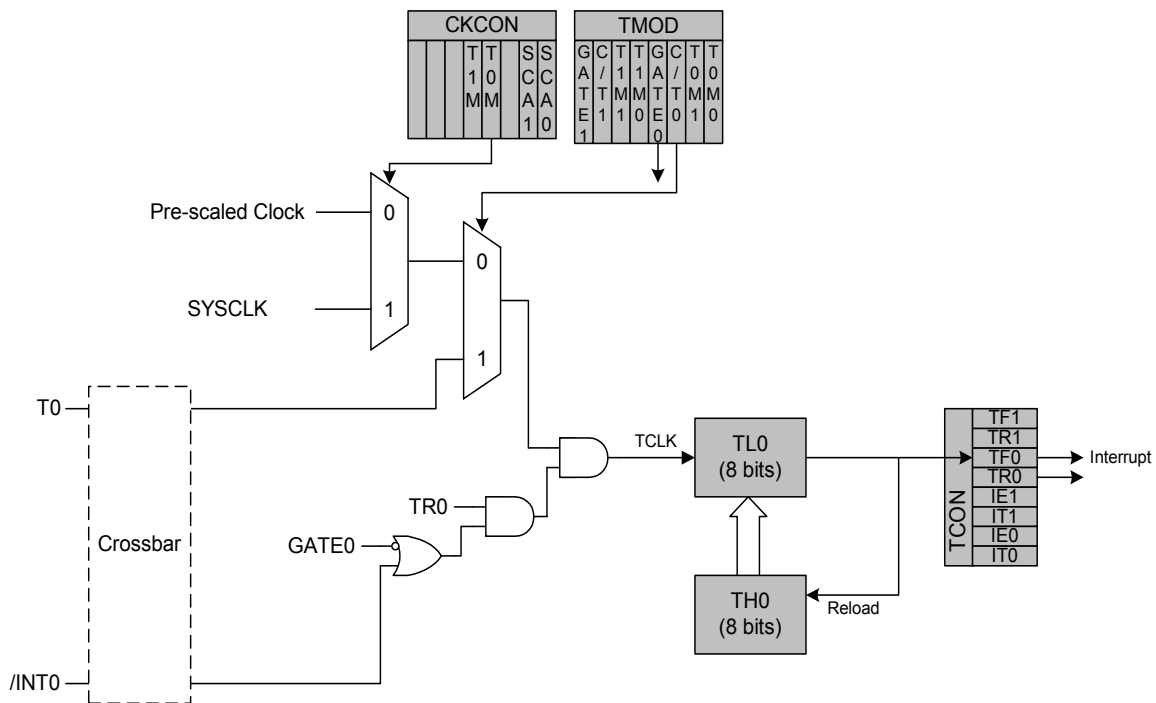 CKCON
T1M
T0M
SCA1
SCA0
TMOD
GATE1
C/T1
T1M1
T1M0
GATE0
C/T0
T0M1
T0M0
Pre-scaled Clock
0
1
SYSCLK
0
1
T0
Crossbar
/INT0
TR0
GATE0
TCLK
TL0
(8 bits)
TH0
(8 bits)
Reload
TCON
TF1
TR1
TF0
TR0
IE1
IT1
IE0
IT0
Interrupt